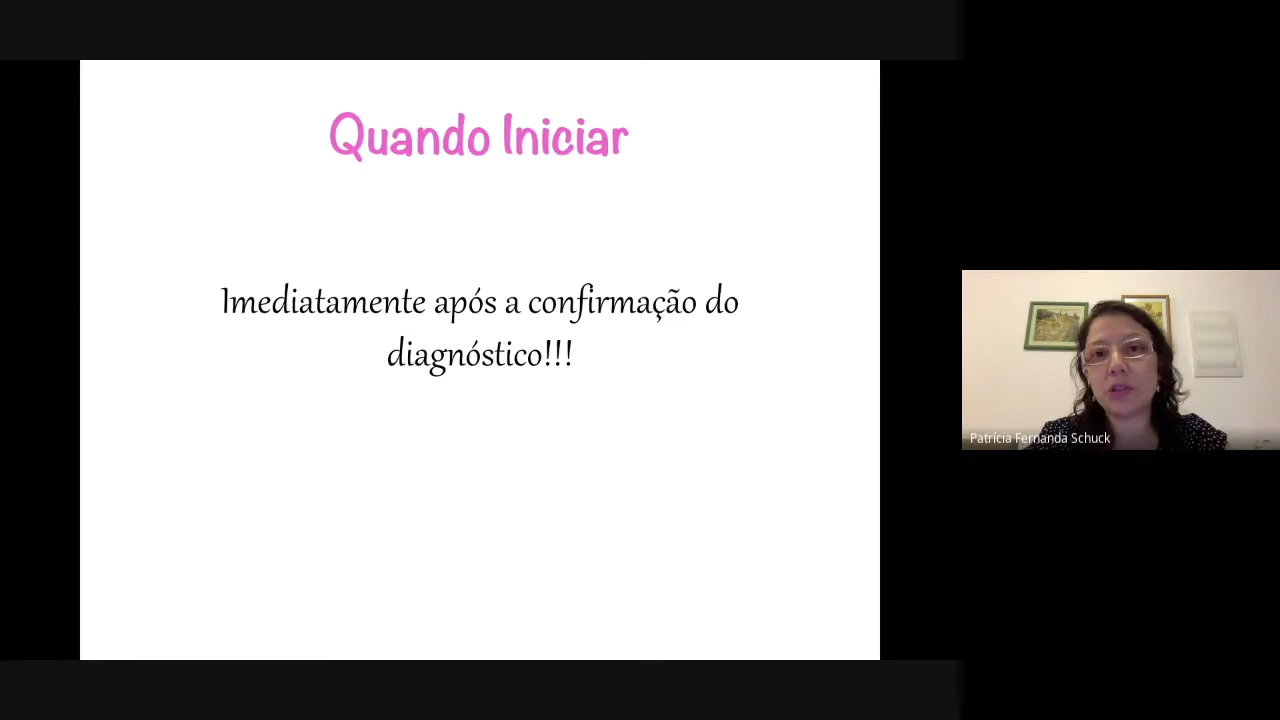 Quando Iniciar
Imediatamente após a confirmação do
diagnóstico!!!
Patrícia Fernanda Schuck